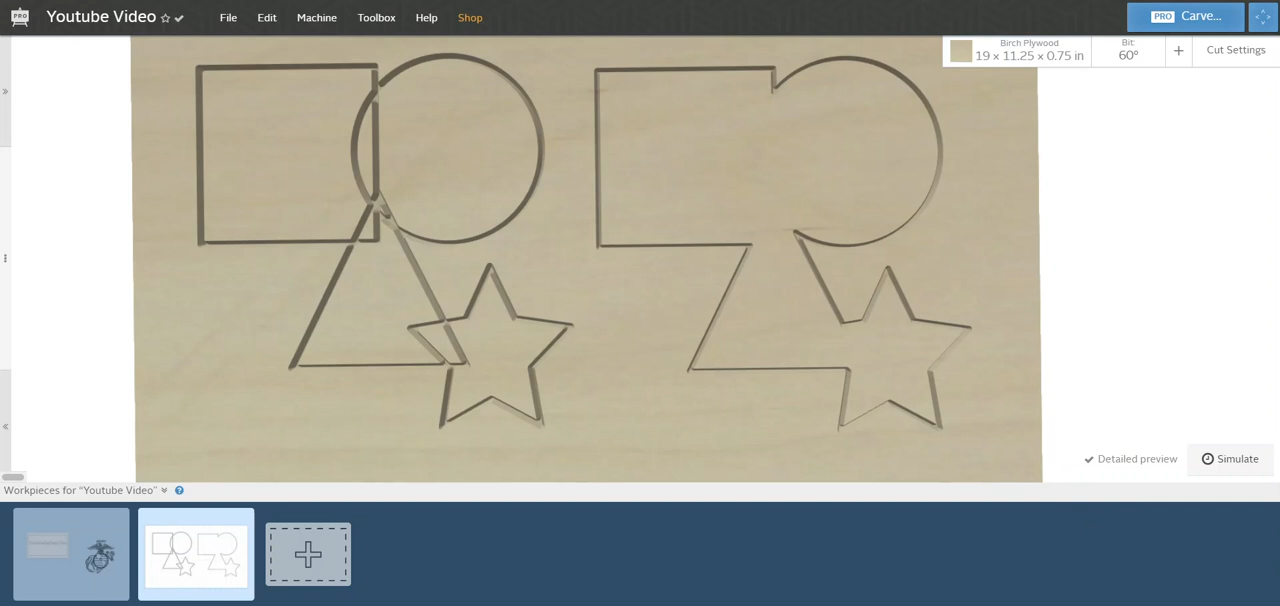 PRO
Youtube Video
File Edit Machine Toolbox Help Shop
PRO Carve...
Birch Plywood
19 × 11.25 × 0.75 in
Bit:
60°
Cut Settings
Detailed preview
Simulate
Workpieces for “Youtube Video”
?